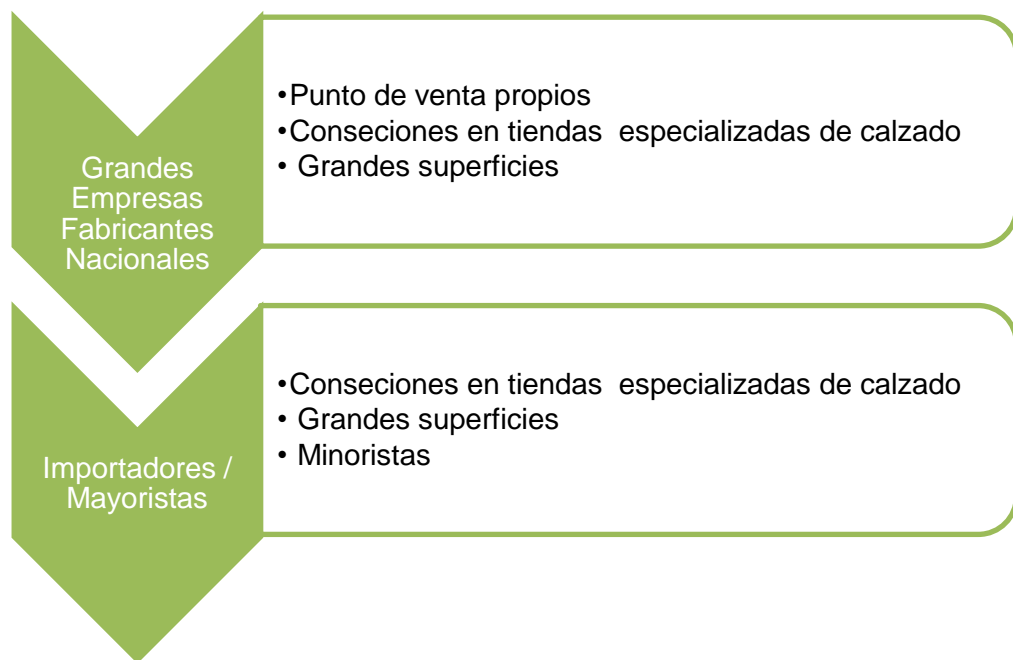 Grandes
Empresas
Fabricantes
Nacionales
•Punto de venta propios
•Conseciones en tiendas  especializadas de calzado
• Grandes superficies
Importadores /
Mayoristas
•Conseciones en tiendas  especializadas de calzado
• Grandes superficies
• Minoristas